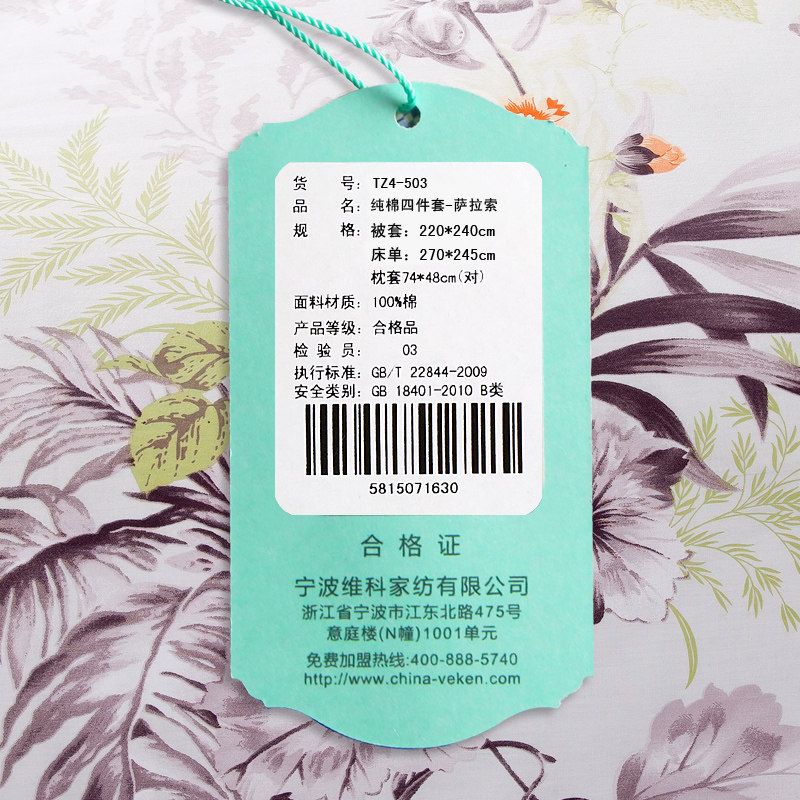 货 号: TZ4-503
品 名: 纯棉四件套-萨拉索
规 格: 被套: 220*240cm
床单: 270*245cm
枕套74*48cm(对)
面料材质: 100%棉
产品等级: 合格品
检 验 员: 03
执行标准: GB/T 22844-2009
安全类别: GB 18401-2010 B类
5815071630
合格证
宁波维科家纺有限公司
浙江省宁波市江东北路475号
意庭楼(N幢)1001单元
免费加盟热线:400-888-5740
http://www.china-veken.com